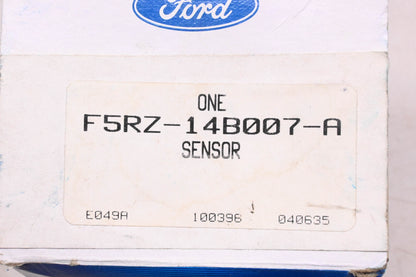 Ford
ONE
F5RZ-14B007-A
SENSOR
E049A 100396 040635